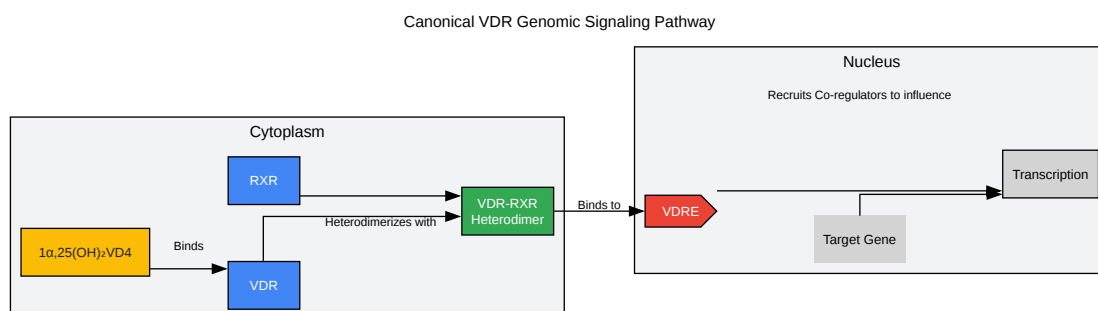 Canonical VDR Genomic Signaling Pathway
Nucleus
Recruits Co-regulators to influence
Cytoplasm
RXR
Transcription
VDR-RXR
Heterodimer
Binds to
VDRE
Heterodimerizes with
Target Gene
1α,25(OH)₂VD4
Binds
VDR